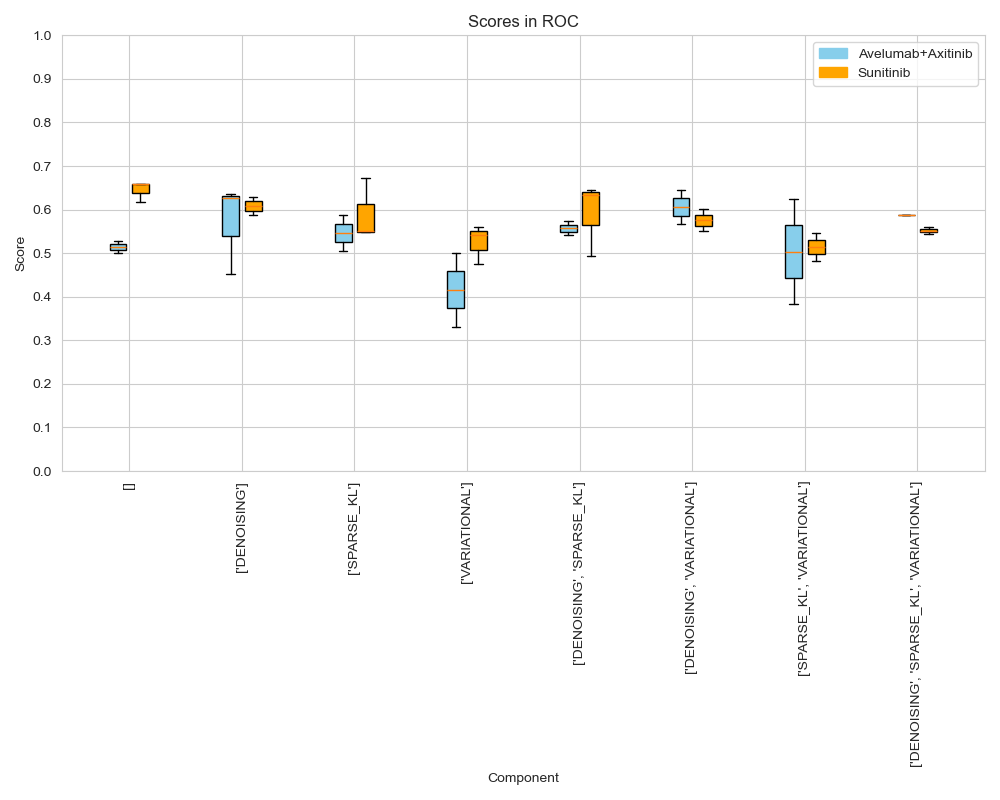 Scores in ROC
1.0
0.9
0.8
0.7
0.6
0.5
0.4
0.3
0.2
0.1
0.0
Score
Avelumab+Axitinib
Sunitinib
[]
['DENOISING']
['SPARSE_KL']
['VARIATIONAL']
['DENOISING', 'SPARSE_KL']
['DENOISING', 'VARIATIONAL']
['SPARSE_KL', 'VARIATIONAL']
['DENOISING', 'SPARSE_KL', 'VARIATIONAL']
Component